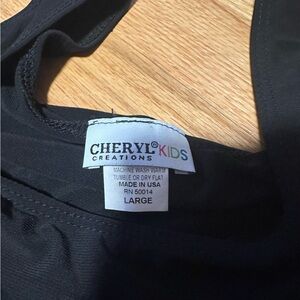 CHERYL® KIDS
CREATIONS
MACHINE WASH WARM
TUMBLE OR DRY FLAT
MADE IN USA
RN 50014
LARGE